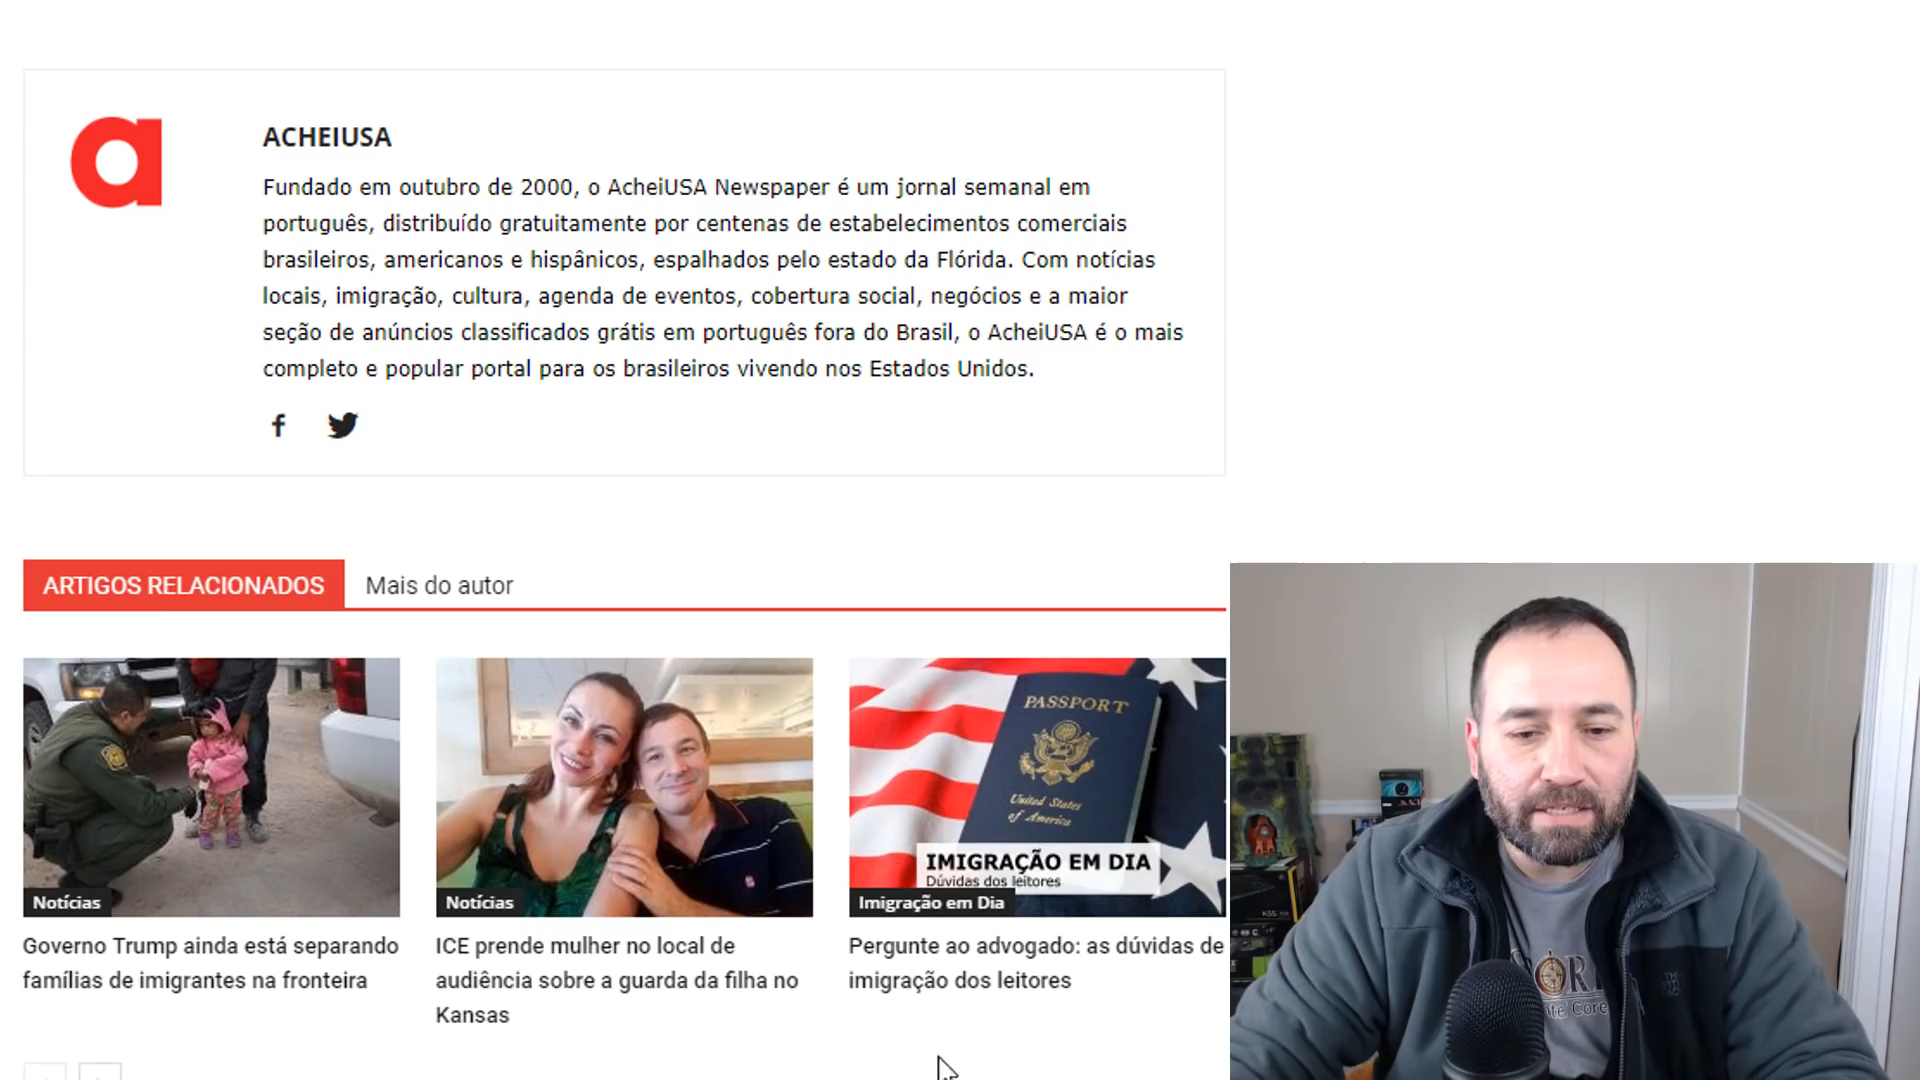 ACHEIUSA
Fundado em outubro de 2000, o AcheiUSA Newspaper é um jornal semanal em
português, distribuído gratuitamente por centenas de estabelecimentos comerciais
brasileiros, americanos e hispânicos, espalhados pelo estado da Flórida. Com notícias
locais, imigração, cultura, agenda de eventos, cobertura social, negócios e a maior
seção de anúncios classificados grátis em português fora do Brasil, o AcheiUSA é o mais
completo e popular portal para os brasileiros vivendo nos Estados Unidos.
ARTIGOS RELACIONADOS
Mais do autor
PASSPORT
United States
of America
IMIGRAÇÃO EM DIA
Dúvidas dos leitores
Notícias
Notícias
Imigração em Dia
Governo Trump ainda está separando
famílias de imigrantes na fronteira
ICE prende mulher no local de
audiência sobre a guarda da filha no
Kansas
Pergunte ao advogado: as dúvidas de
imigração dos leitores